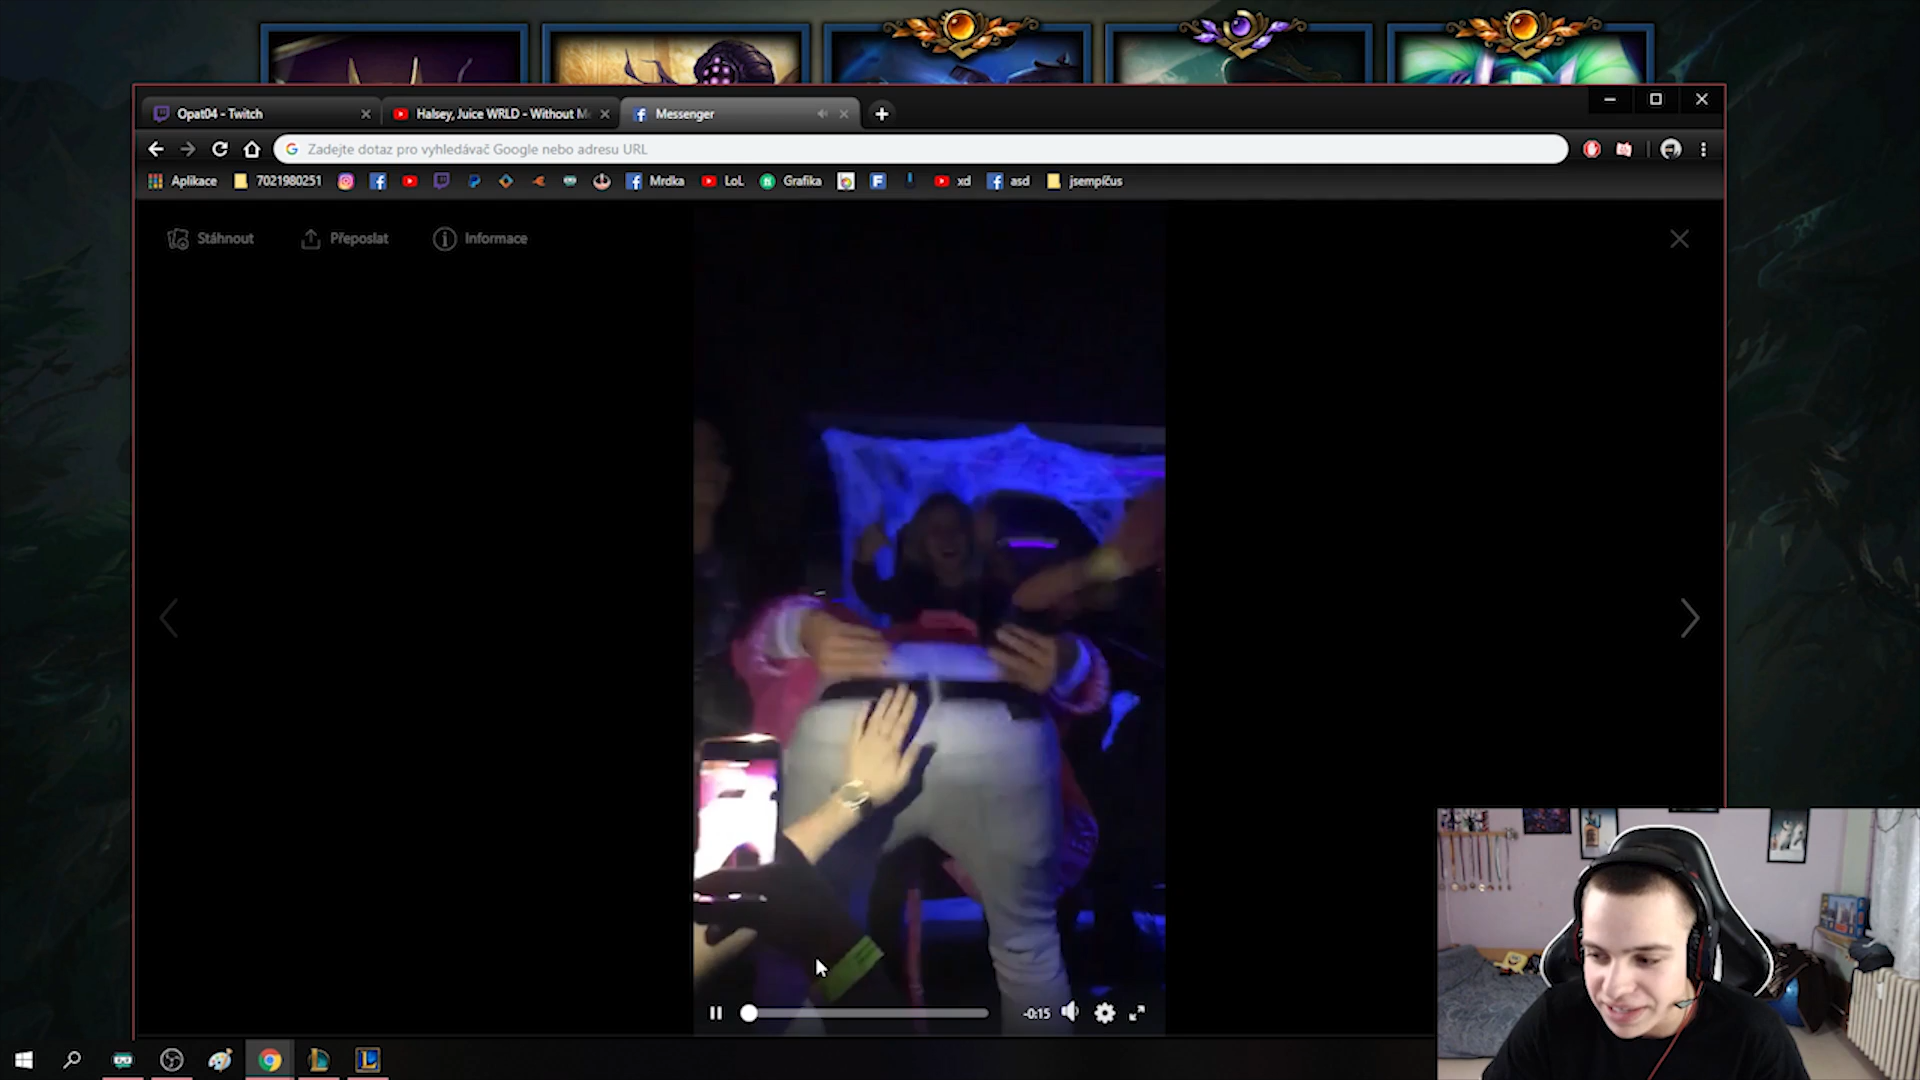 Opat04 - Twitch
Halsey, Juice WRLD - Without M
Messenger
Zadejte dotaz pro vyhledávač Google nebo adresu URL
Aplikace
7021980251
Mrdka
LoL
Grafika
xd
asd
jsempíčus
Stáhnout
Přeposlat
Informace
-0:15